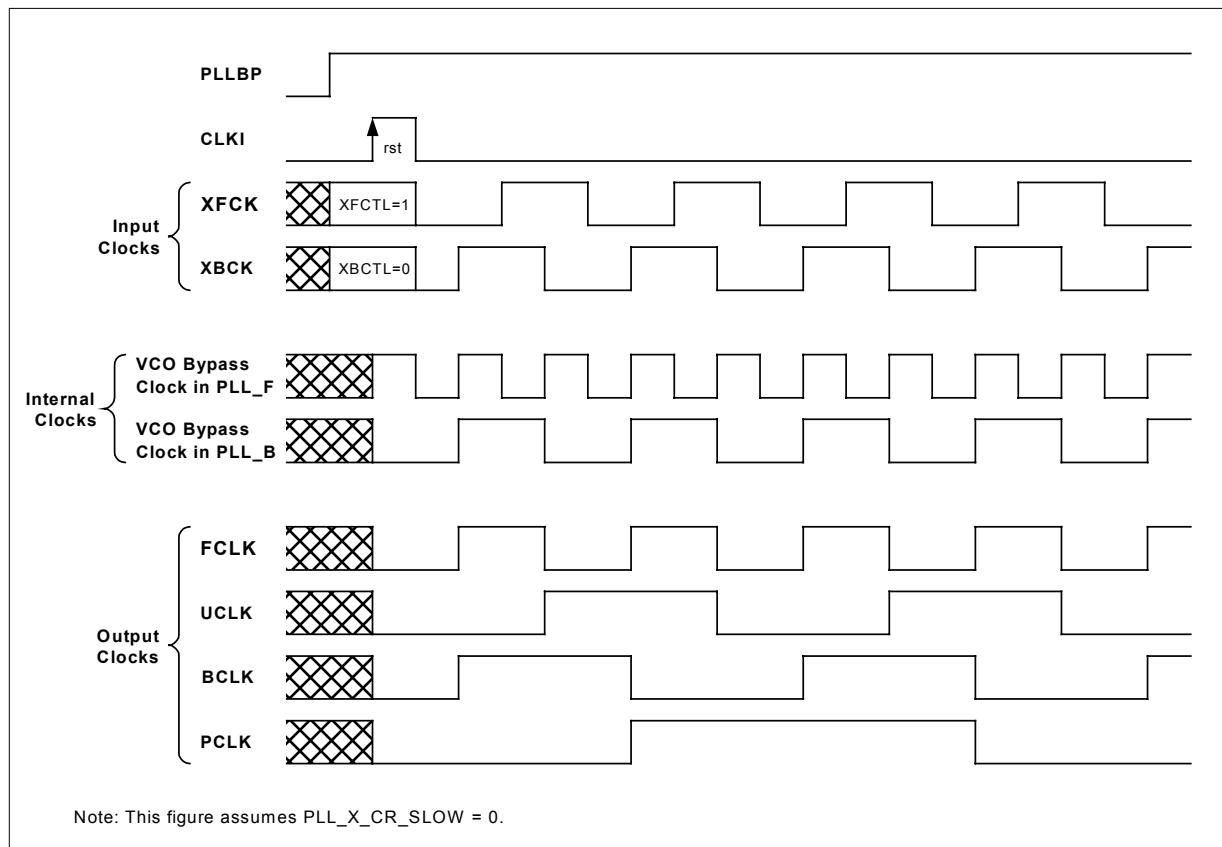 PLLBP
CLKI
rst
XFCK
XFCTL=1
Input
Clocks
XBCK
XBCTL=0
VCO Bypass
Clock in PLL_F
Internal
Clocks
VCO Bypass
Clock in PLL_B
FCLK
UCLK
Output
Clocks
BCLK
PCLK
Note: This figure assumes PLL_X_CR_SLOW = 0.